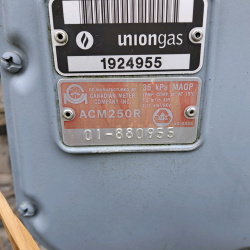 uniongas
1924955
35 kPa MAOP
CANADIAN METER
COMPANY INC.
ACM250R
01-880955